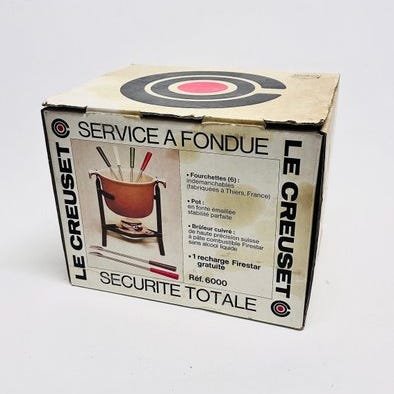 SERVICE A FONDUE
LE CREUSET
• Fourchettes (6) :
indémanchables
(fabriquées à Thiers, France)
• Pot :
en fonte émaillée
stabilité parfaite
• Brûleur cuivre :
de haute précision suisse
à pâte combustible Firestar
sans alcool liquide
• 1 recharge Firestar
gratuite
Réf. 6000
LE CREUSET
SECURITE TOTALE